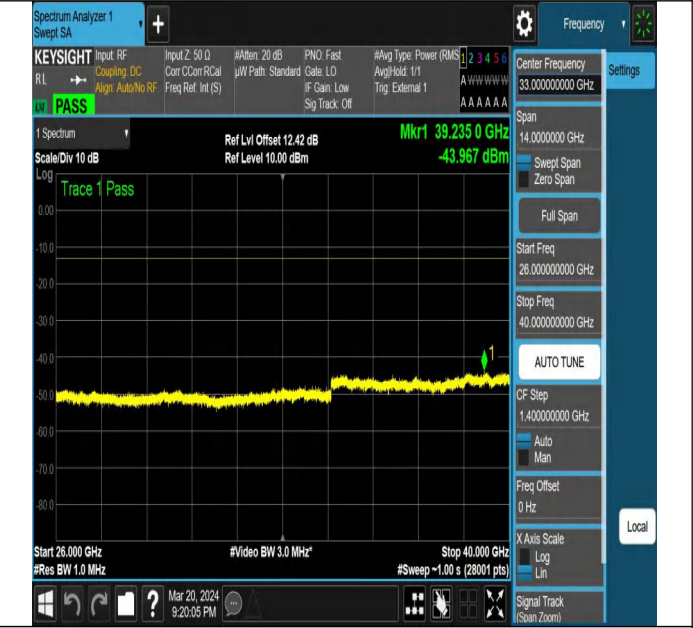 Spectrum Analyzer 1
Swept SA
+
Frequency
KEYSIGHT
Input: RF
Input Z: 50 Ω
#Atten: 20 dB
PNO: Fast
#Avg Type: Power (RMS
1 2 3 4 5 6
RL
Coupling: DC
Corr CCorr RCal
µW Path: Standard
Gate: LO
Avg|Hold: 1/1
A W W W W W
Align: Auto/No RF
Freq Ref: Int (S)
IF Gain: Low
Trig: External 1
Sig Track: Off
A A A A A A
PASS
1 Spectrum
Scale/Div 10 dB
Ref Lvl Offset 12.42 dB
Ref Level 10.00 dBm
Mkr1 39.235 0 GHz
-43.967 dBm
Log
Trace 1 Pass
0.00
-10.0
-20.0
-30.0
-40.0
-50.0
-60.0
-70.0
-80.0
1
Start 26.000 GHz
#Video BW 3.0 MHz*
Stop 40.000 GHz
#Res BW 1.0 MHz
#Sweep ~1.00 s (28001 pts)
Mar 20, 2024
9:20:05 PM
Center Frequency
33.000000000 GHz
Settings
Span
14.0000000 GHz
Swept Span
Zero Span
Full Span
Start Freq
26.000000000 GHz
Stop Freq
40.000000000 GHz
AUTO TUNE
CF Step
1.400000000 GHz
Auto
Man
Freq Offset
0 Hz
X Axis Scale
Log
Lin
Local
Signal Track
(Span Zoom)